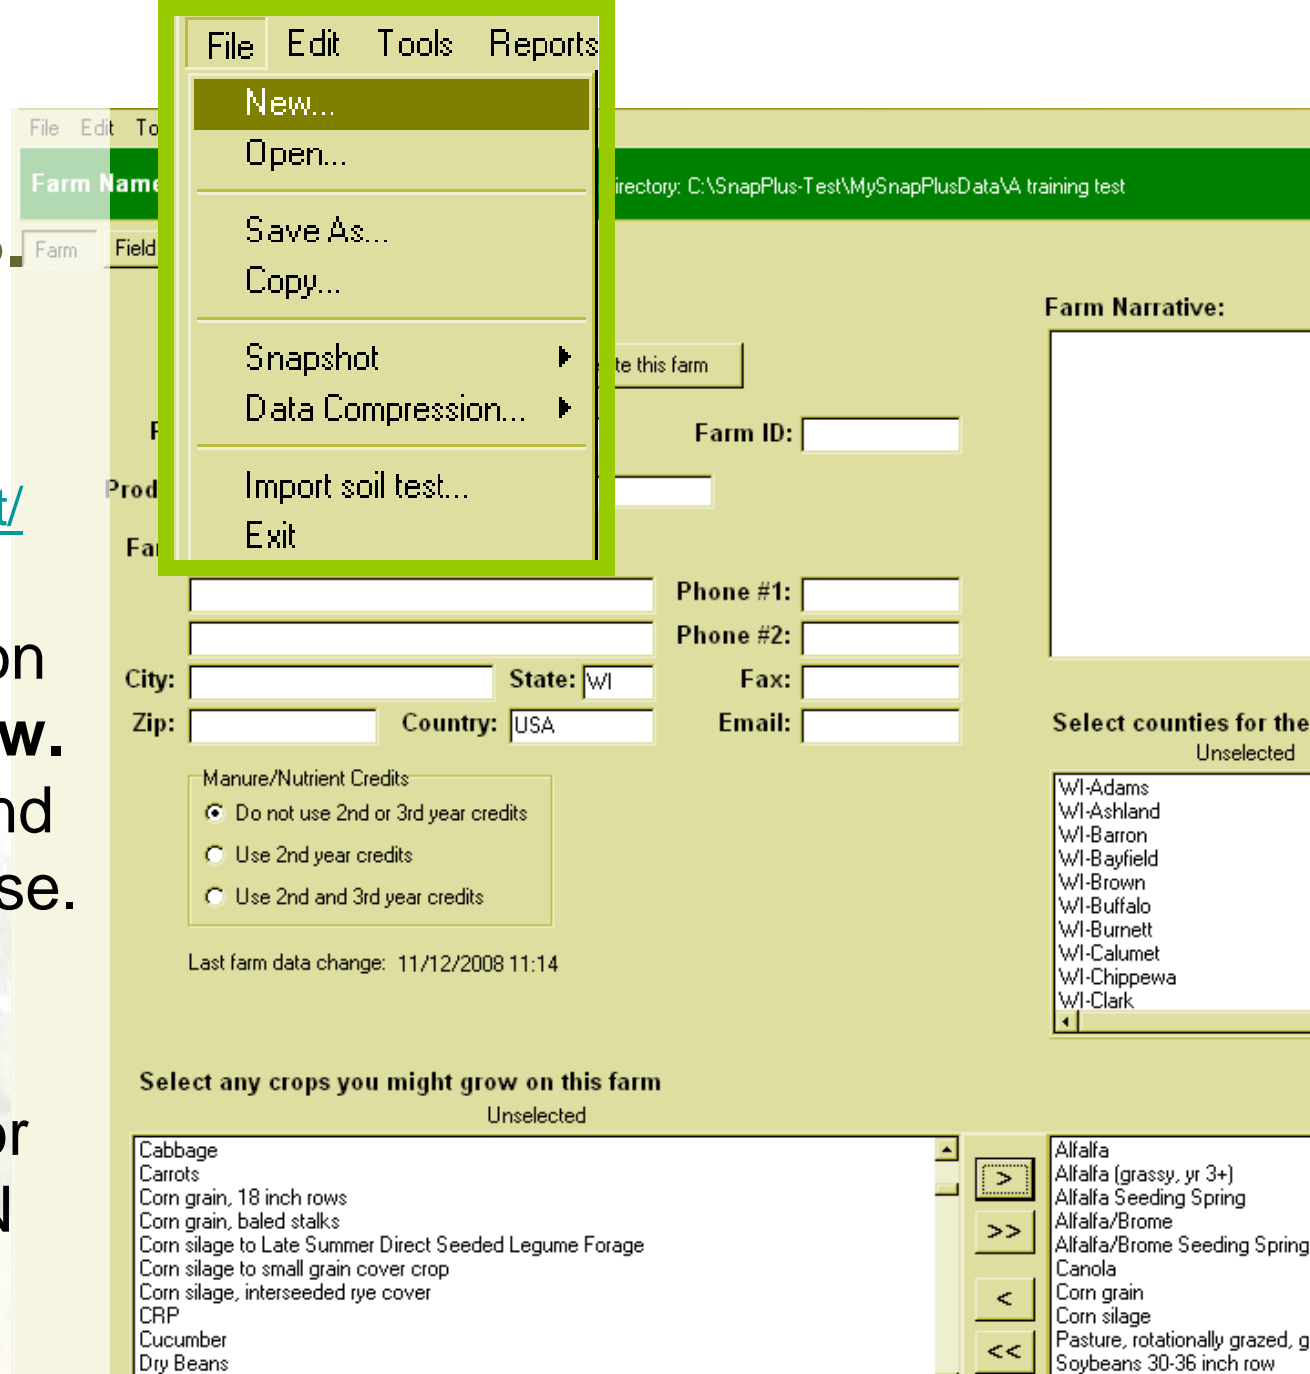 File Edit Tools Reports
New...
Open...
Save As...
Copy...
Snapshot
Data Compression...
Import soil test...
Exit
File Edit
Farm Name
C:\SnapPlus-Test\MySnapPlusData\A training test
Farm Field
this farm
Farm Narrative:
Farm ID:
Phone #1:
Phone #2:
City: State: WI Fax:
Zip: Country: USA Email:
Manure/Nutrient Credits
Do not use 2nd or 3rd year credits
Use 2nd year credits
Use 2nd and 3rd year credits
Last farm data change: 11/12/2008 11:14
Select counties for the
Unselected
WI-Adams
WI-Ashland
WI-Barron
WI-Bayfield
WI-Brown
WI-Buffalo
WI-Burnett
WI-Calumet
WI-Chippewa
WI-Clark
Select any crops you might grow on this farm
Unselected
Cabbage
Carrots
Corn grain, 18 inch rows
Corn grain, baled stalks
Corn silage to Late Summer Direct Seeded Legume Forage
Corn silage to small grain cover crop
Corn silage, interseeded rye cover
CRP
Cucumber
Dry Beans
>
>>
<
<<
Alfalfa
Alfalfa (grassy, yr 3+)
Alfalfa Seeding Spring
Alfalfa/Brome
Alfalfa/Brome Seeding Spring
Canola
Corn grain
Corn silage
Pasture, rotationally grazed,
Soybeans 30-36 inch row